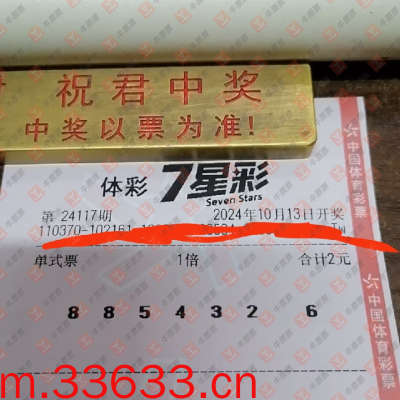 祝君中奖
中奖以票为准!
体彩 7星彩
Seven Stars
第 24117期 2024年10月13日开奖
110370-102161
单式票 1倍 合计2元
8 8 5 4 3 2 6
中国体育彩票
中国体育彩票
m.33633.cn